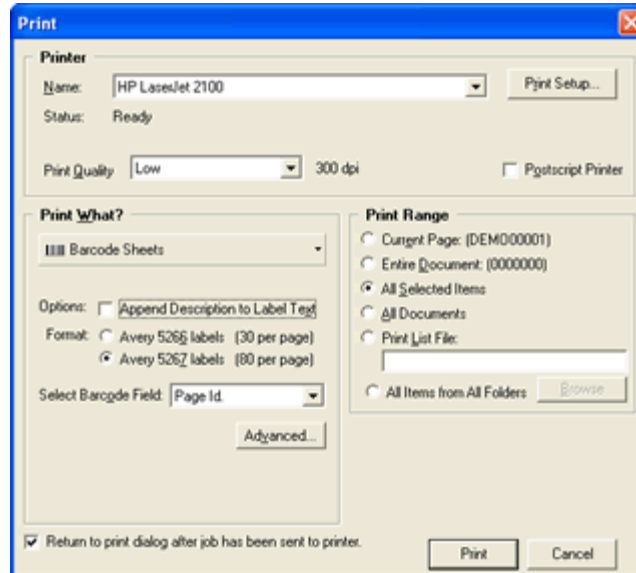 Print
Printer
Name: HP LaserJet 2100 Print Setup...
Status: Ready
Print Quality Low 300 dpi Postscript Printer
Print What?
Barcode Sheets
Options: Append Description to Label Text
Format: Avery 5266 labels (30 per page)
Avery 5267 labels (80 per page)
Select Barcode Field: Page Id.
Advanced...
Print Range
Current Page: (DEMO00001)
Entire Document: (0000000)
All Selected Items
All Documents
Print List File:
All Items from All Folders Browse
Return to print dialog after job has been sent to printer.
Print Cancel